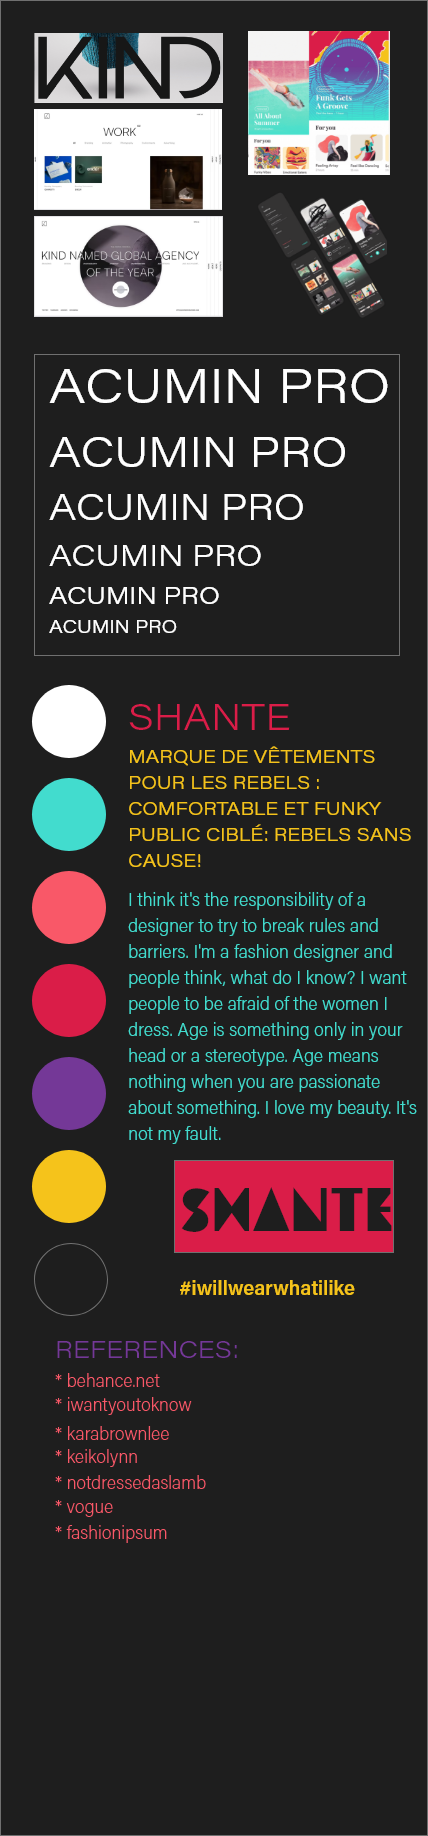 KIND
WORK
KIND NAMED GLOBAL AGENCY
OF THE YEAR
All About
Summer
For you
Funk Gets
A Groove
For you
ACUMIN PRO
ACUMIN PRO
ACUMIN PRO
ACUMIN PRO
ACUMIN PRO
ACUMIN PRO
SHANTE
MARQUE DE VÊTEMENTS
POUR LES REBELS :
COMFORTABLE ET FUNKY
PUBLIC CIBLÉ: REBELS SANS
CAUSE!
I think it's the responsibility of a
designer to try to break rules and
barriers. I'm a fashion designer and
people think, what do I know? I want
people to be afraid of the women I
dress. Age is something only in your
head or a stereotype. Age means
nothing when you are passionate
about something. I love my beauty. It's
not my fault.
SHANTE
#iwillwearwhatilike
REFERENCES:
* behance.net
* iwantyoutoknow
* karabrownlee
* keikolynn
* notdressedaslamb
* vogue
* fashionipsum